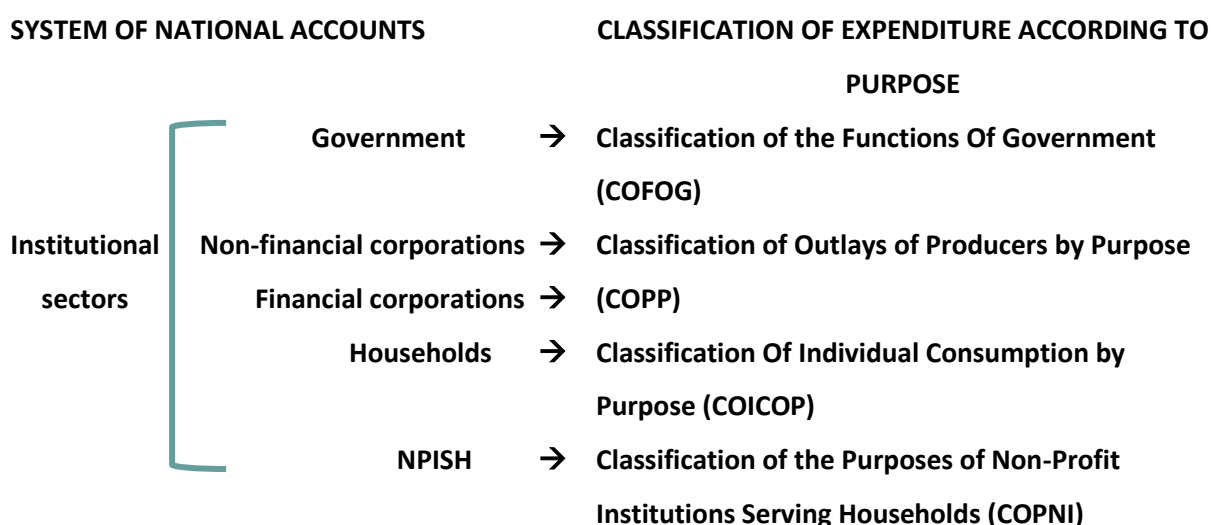 SYSTEM OF NATIONAL ACCOUNTS CLASSIFICATION OF EXPENDITURE ACCORDING TO
PURPOSE
Government → Classification of the Functions Of Government
(COFOG)
Institutional Non-financial corporations → Classification of Outlays of Producers by Purpose
sectors Financial corporations → (COPP)
Households → Classification Of Individual Consumption by
Purpose (COICOP)
NPISH → Classification of the Purposes of Non-Profit
Institutions Serving Households (COPNI)